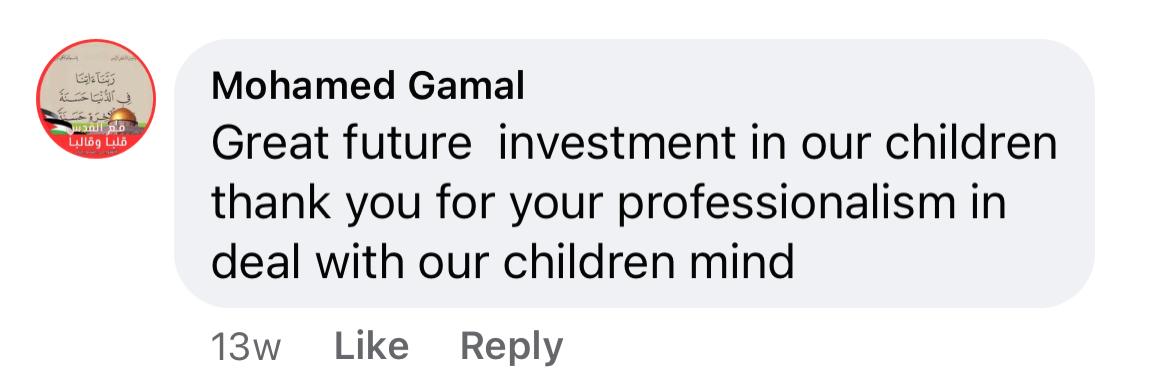 رَبَّنَا ءَاتِنَا
فِي ٱلدُّنْيَا حَسَنَةً
حَسَنَةً
مع القدس
قلبا وقالبا
Mohamed Gamal
Great future  investment in our children
thank you for your professionalism in
deal with our children mind
13w Like Reply